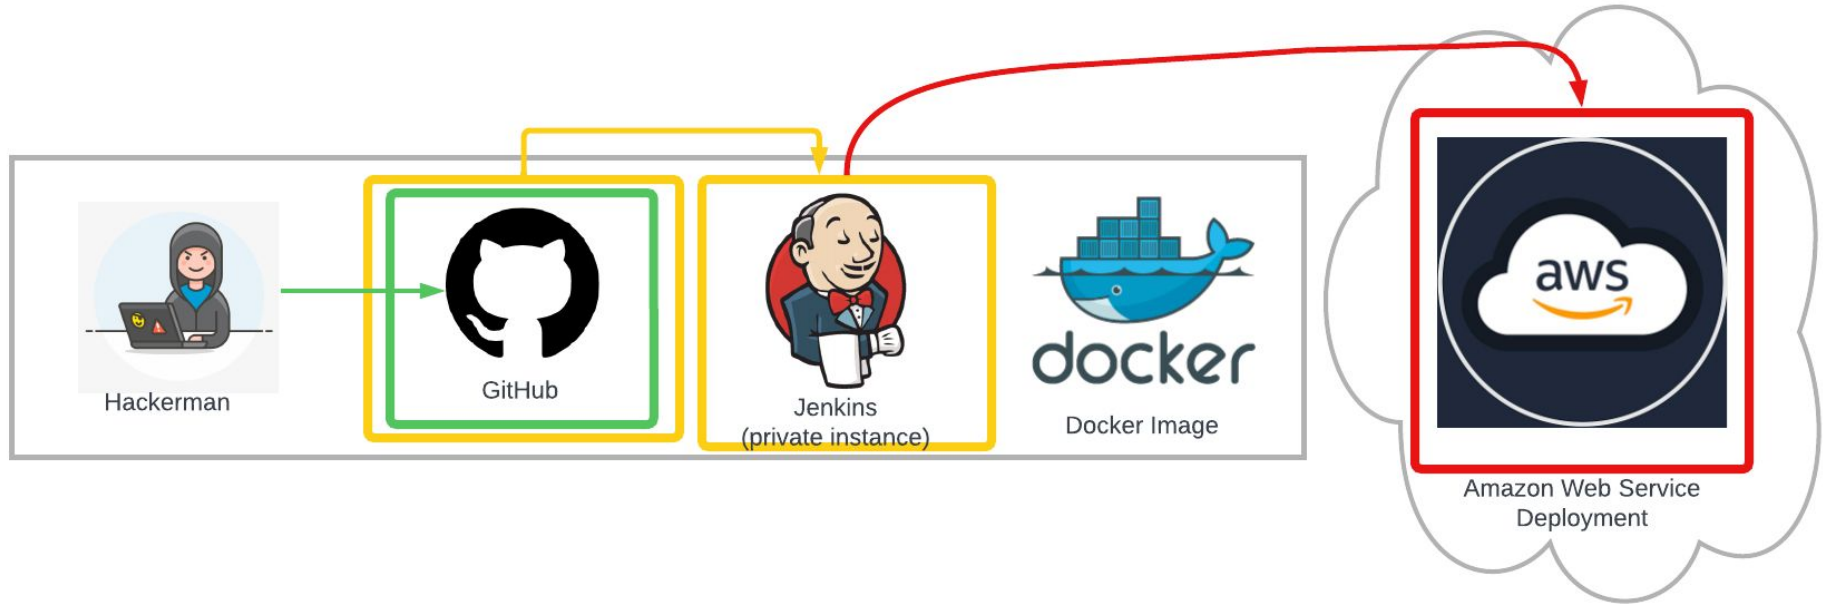 Hackerman
GitHub
Jenkins
(private instance)
docker
Docker Image
aws
Amazon Web Service
Deployment